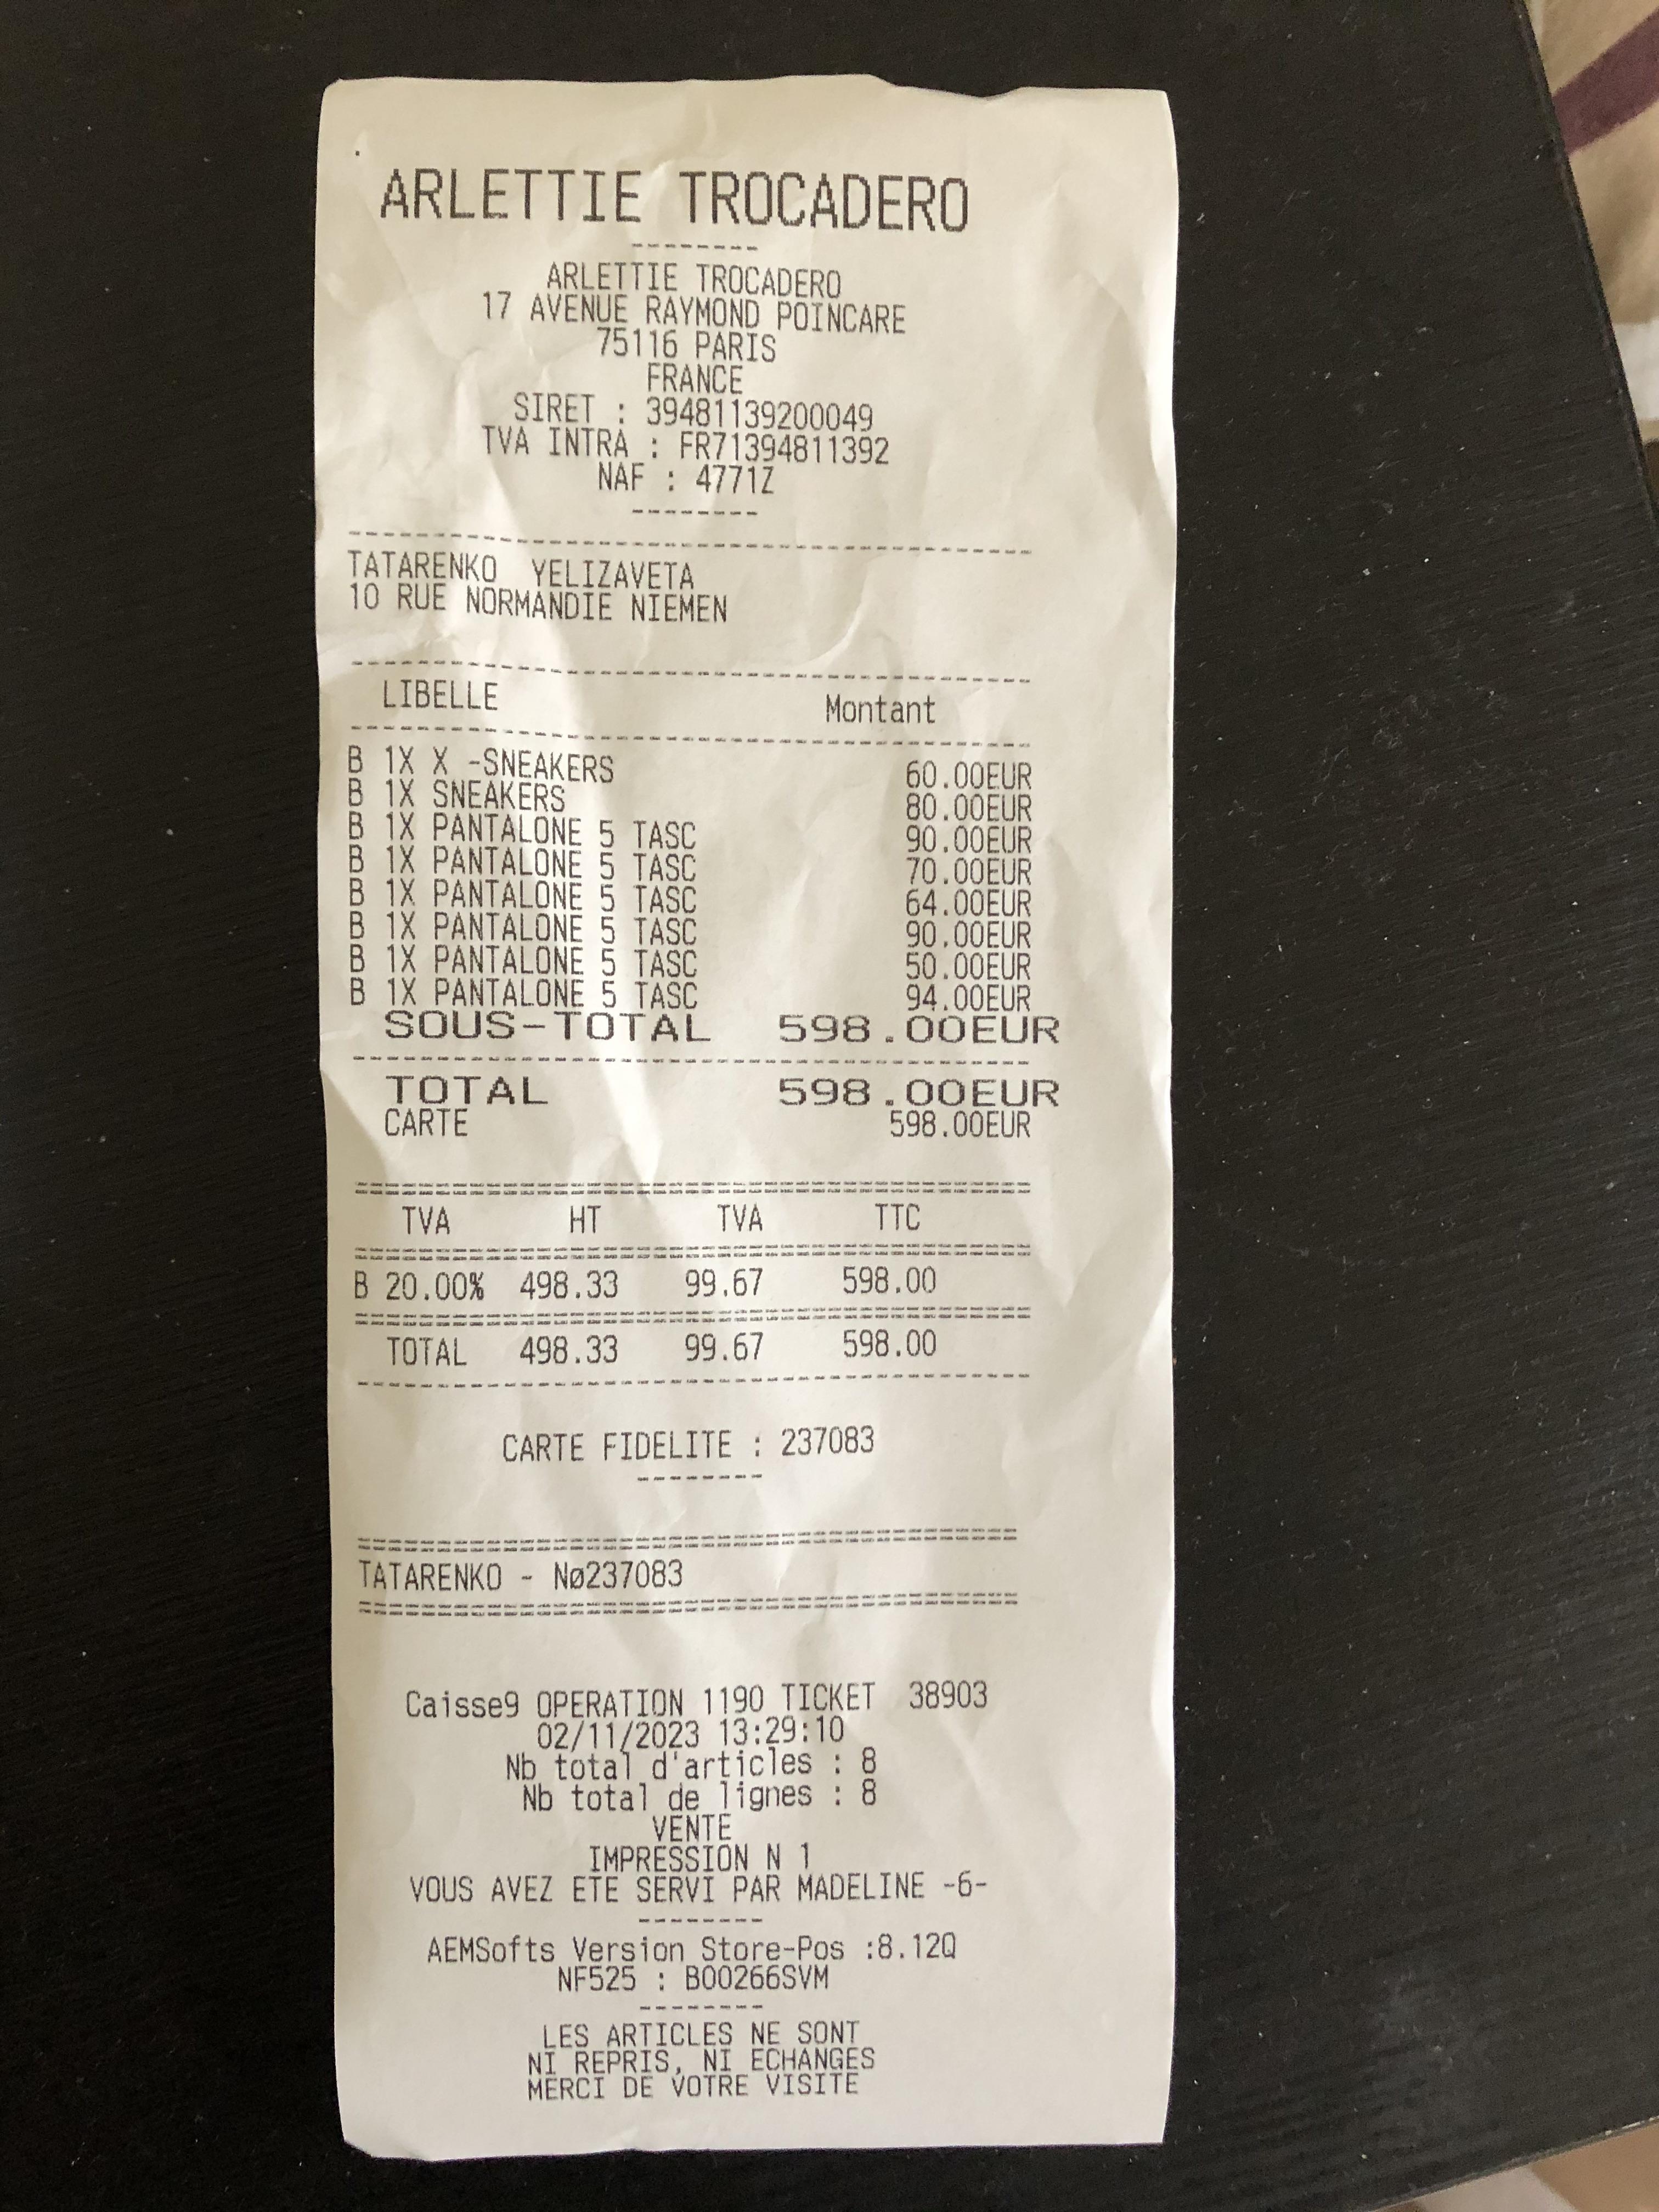 ARLETTIE TROCADERO
--------
ARLETTIE TROCADERO
17 AVENUE RAYMOND POINCARE
75116 PARIS
FRANCE
SIRET : 39481139200049
TVA INTRA : FR71394811392
NAF : 4771Z
--------
TATARENKO YELIZAVETA
10 RUE NORMANDIE NIEMEN
LIBELLE Montant
B 1X X -SNEAKERS 60.00EUR
B 1X SNEAKERS 80.00EUR
B 1X PANTALONE 5 TASC 90.00EUR
B 1X PANTALONE 5 TASC 70.00EUR
B 1X PANTALONE 5 TASC 64.00EUR
B 1X PANTALONE 5 TASC 90.00EUR
B 1X PANTALONE 5 TASC 50.00EUR
B 1X PANTALONE 5 TASC 94.00EUR
SOUS-TOTAL 598.00EUR
TOTAL 598.00EUR
CARTE 598.00EUR
TVA HT TVA TTC
B 20.00% 498.33 99.67 598.00
TOTAL 498.33 99.67 598.00
CARTE FIDELITE : 237083
--------
TATARENKO - Nø237083
Caisse9 OPERATION 1190 TICKET 38903
02/11/2023 13:29:10
Nb total d'articles : 8
Nb total de lignes : 8
VENTE
IMPRESSION N 1
VOUS AVEZ ETE SERVI PAR MADELINE -6-
--------
AEMSofts Version Store-Pos :8.12Q
NF525 : B00266SVM
--------
LES ARTICLES NE SONT
NI REPRIS, NI ECHANGES
MERCI DE VOTRE VISITE